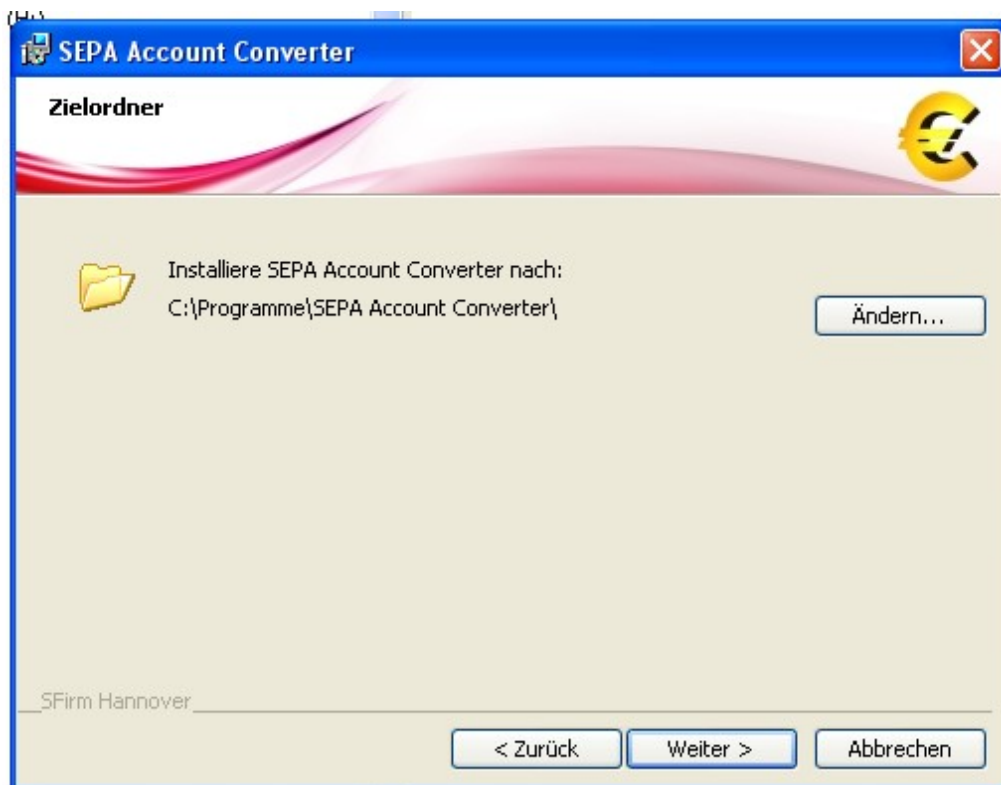 SEPA Account Converter
Zielordner
Installiere SEPA Account Converter nach:
C:\Programme\SEPA Account Converter\
Ändern...
SFirm Hannover
< Zurück
Weiter >
Abbrechen